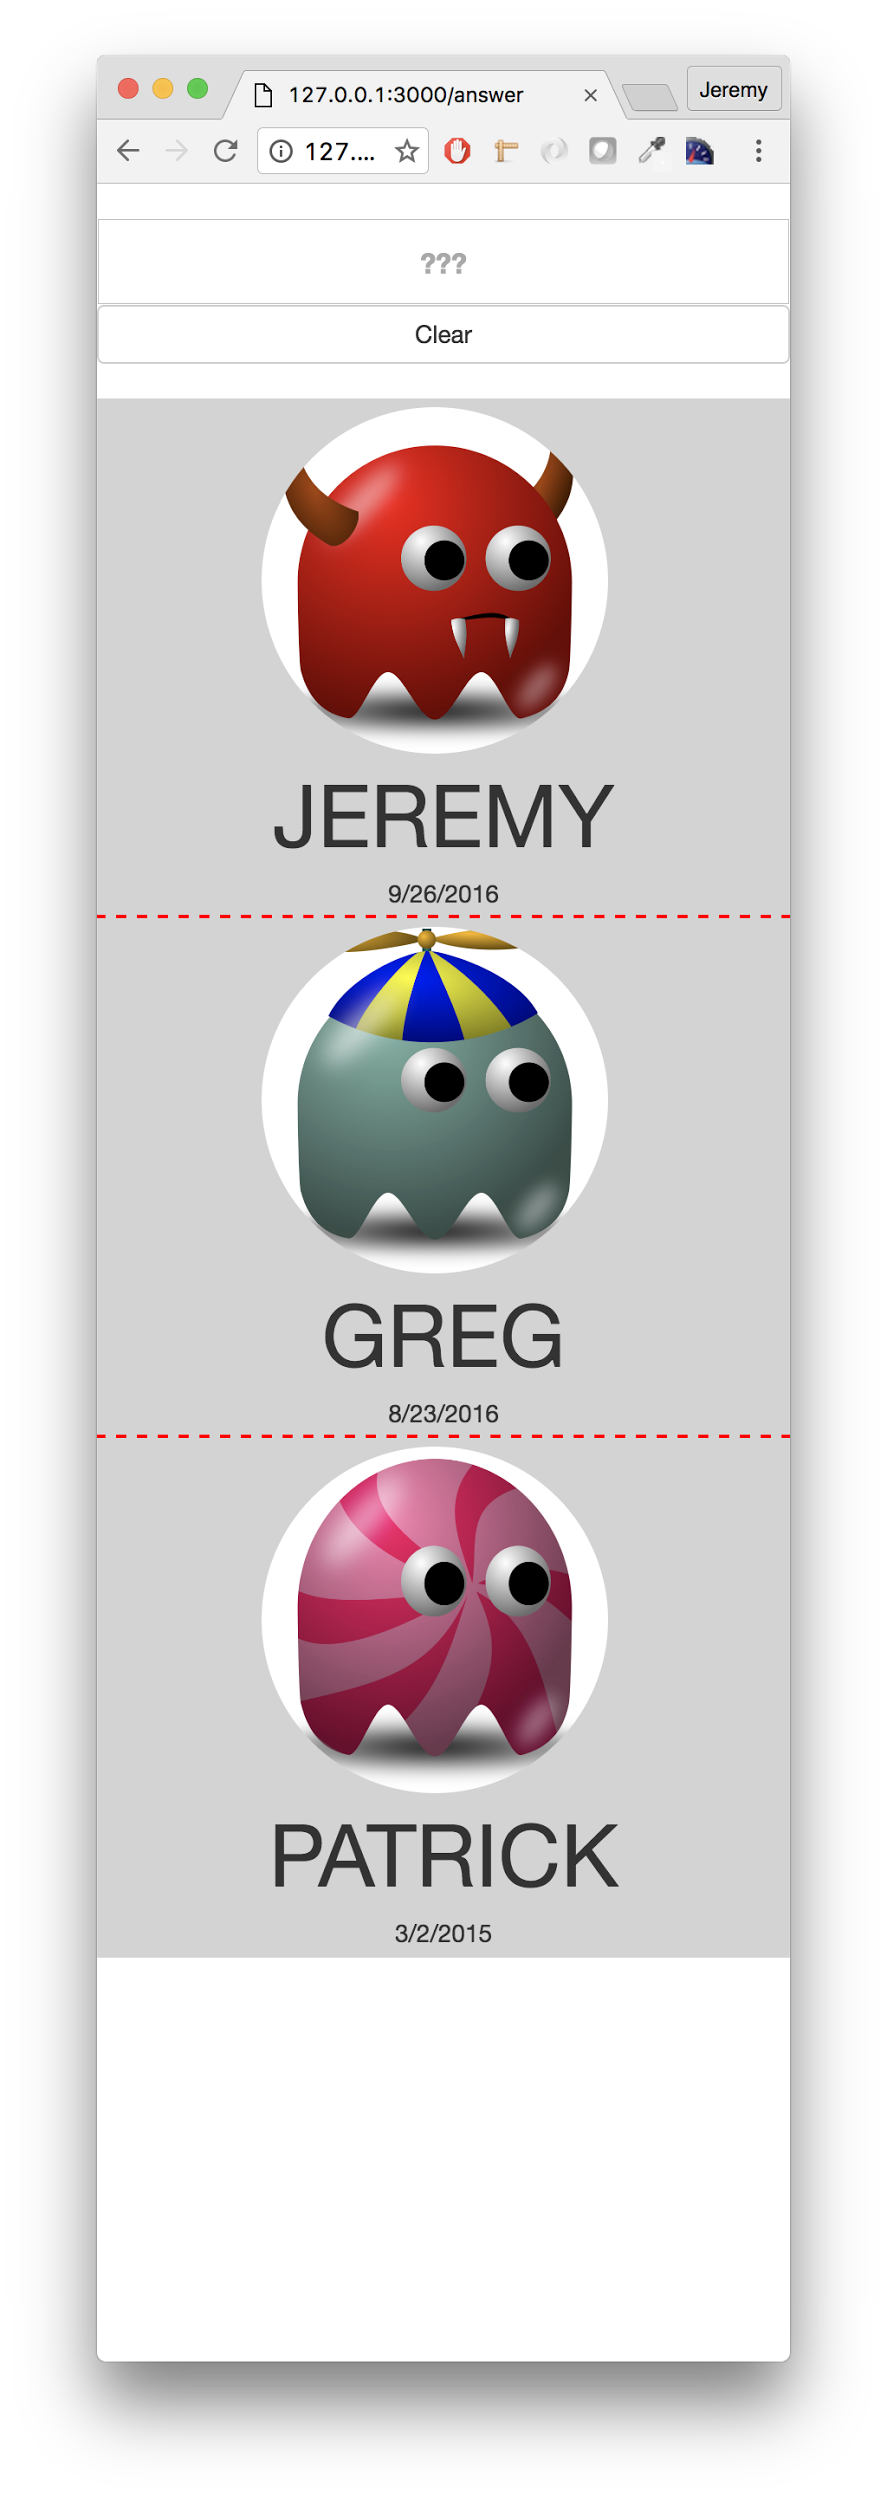 127.0.0.1:3000/answer
Jeremy
127....
???
Clear
JEREMY
9/26/2016
GREG
8/23/2016
PATRICK
3/2/2015